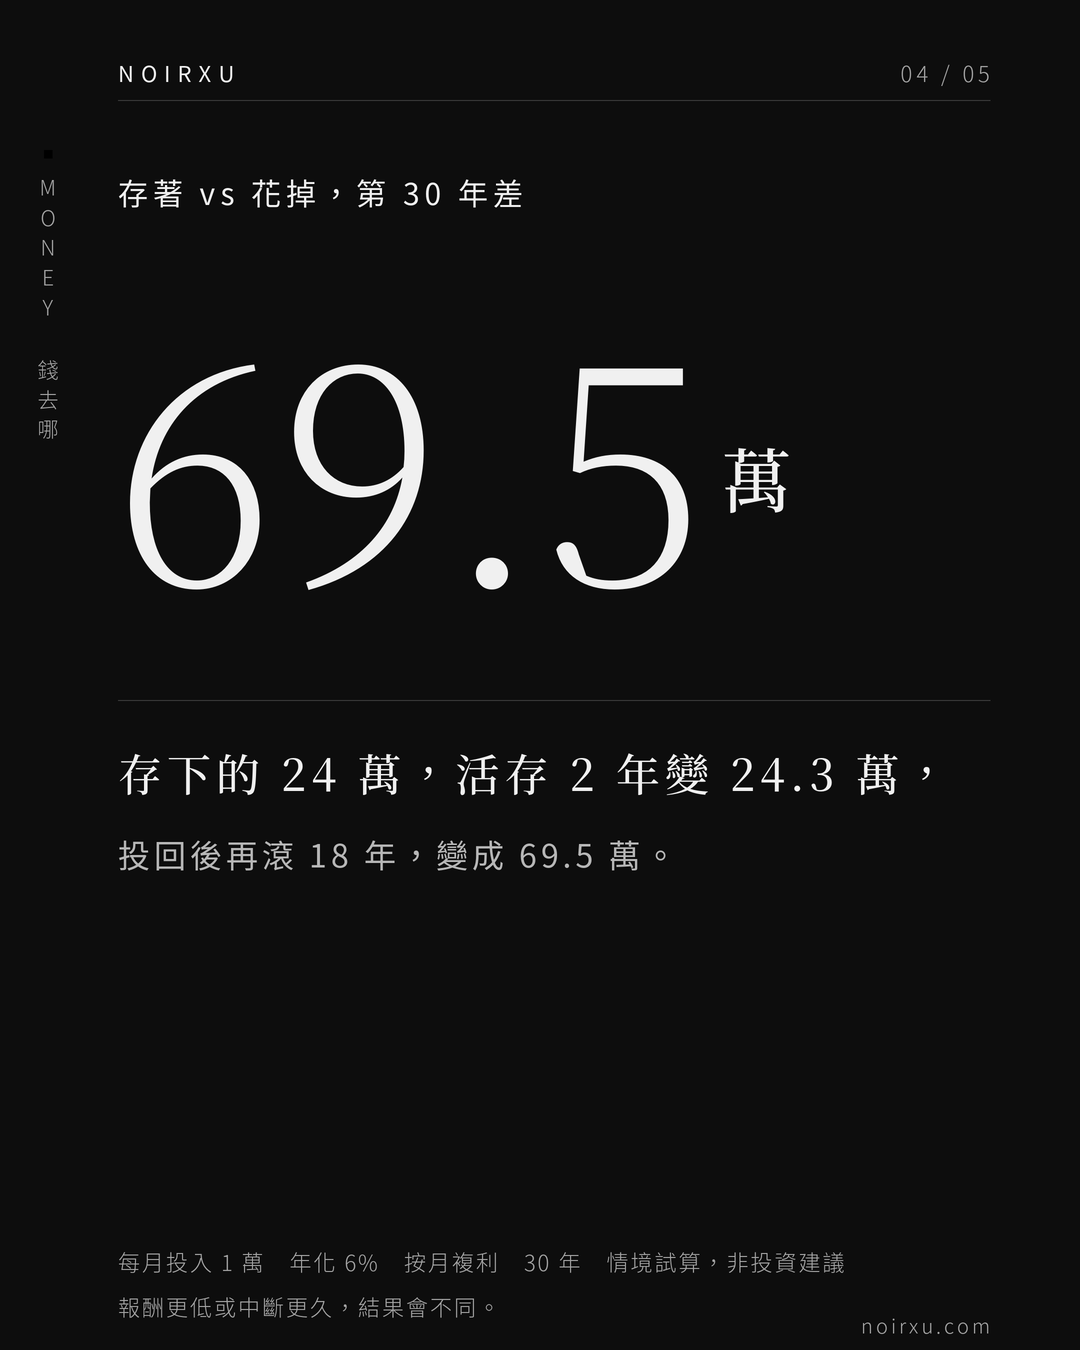 NOIRXU
04 / 05
MONEY 錢去哪
存著 vs 花掉，第 30 年差
69.5 萬
存下的 24 萬，活存 2 年變 24.3 萬，
投回後再滾 18 年，變成 69.5 萬。
每月投入 1 萬　年化 6%　按月複利　30 年　情境試算，非投資建議
報酬更低或中斷更久，結果會不同。
noirxu.com